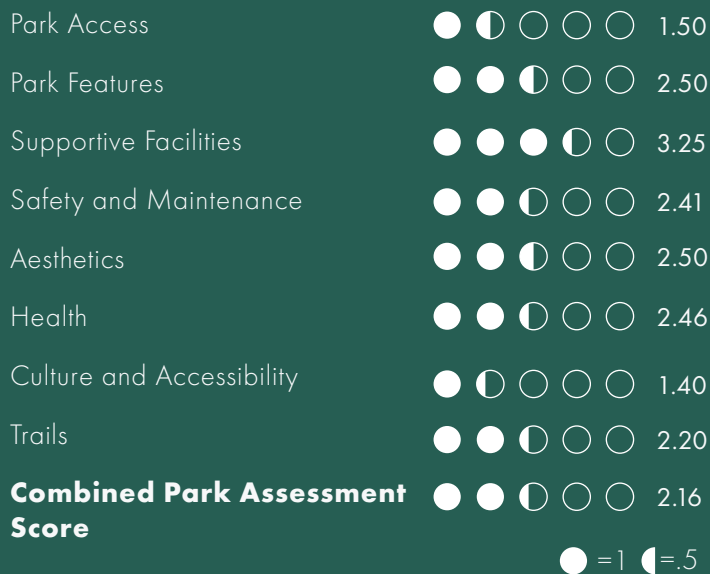 Park Access 1.50
Park Features 2.50
Supportive Facilities 3.25
Safety and Maintenance 2.41
Aesthetics 2.50
Health 2.46
Culture and Accessibility 1.40
Trails 2.20
Combined Park Assessment 2.16
Score
=1 =.5